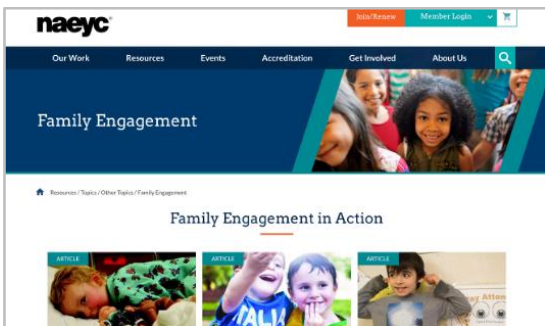 naeyc
Join/Renew Member Login
Our Work Resources Events Accreditation Get Involved About Us
Family Engagement
Resources / Topics / Other Topics / Family Engagement
Family Engagement in Action
ARTICLE ARTICLE ARTICLE
ITALIA